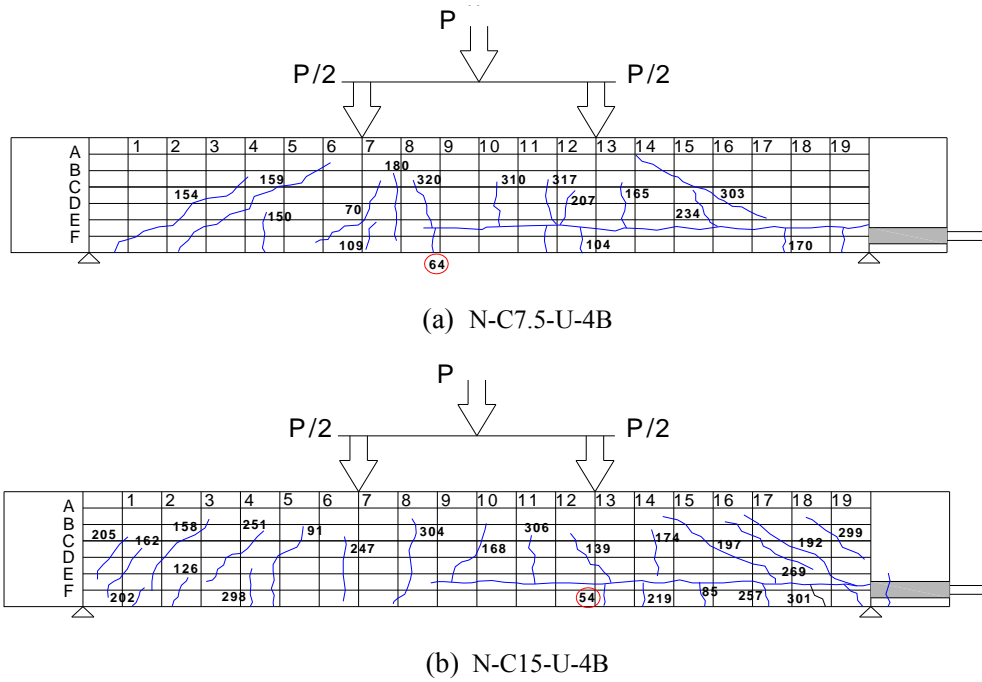 P
P/2 P/2
1 2 3 4 5 6 7 8 9 10 11 12 13 14 15 16 17 18 19
A
B
C
D
E
F
180
159 320 310 317
154 207 165 303
150 70 234
109 104 170
64
(a) N-C7.5-U-4B
P
P/2 P/2
1 2 3 4 5 6 7 8 9 10 11 12 13 14 15 16 17 18 19
A
B
C
D
E
F
205 158 251 91 304 306 174 299
162 247 168 139 197 192
126 269
202 298 54 219 85 257 301
(b) N-C15-U-4B